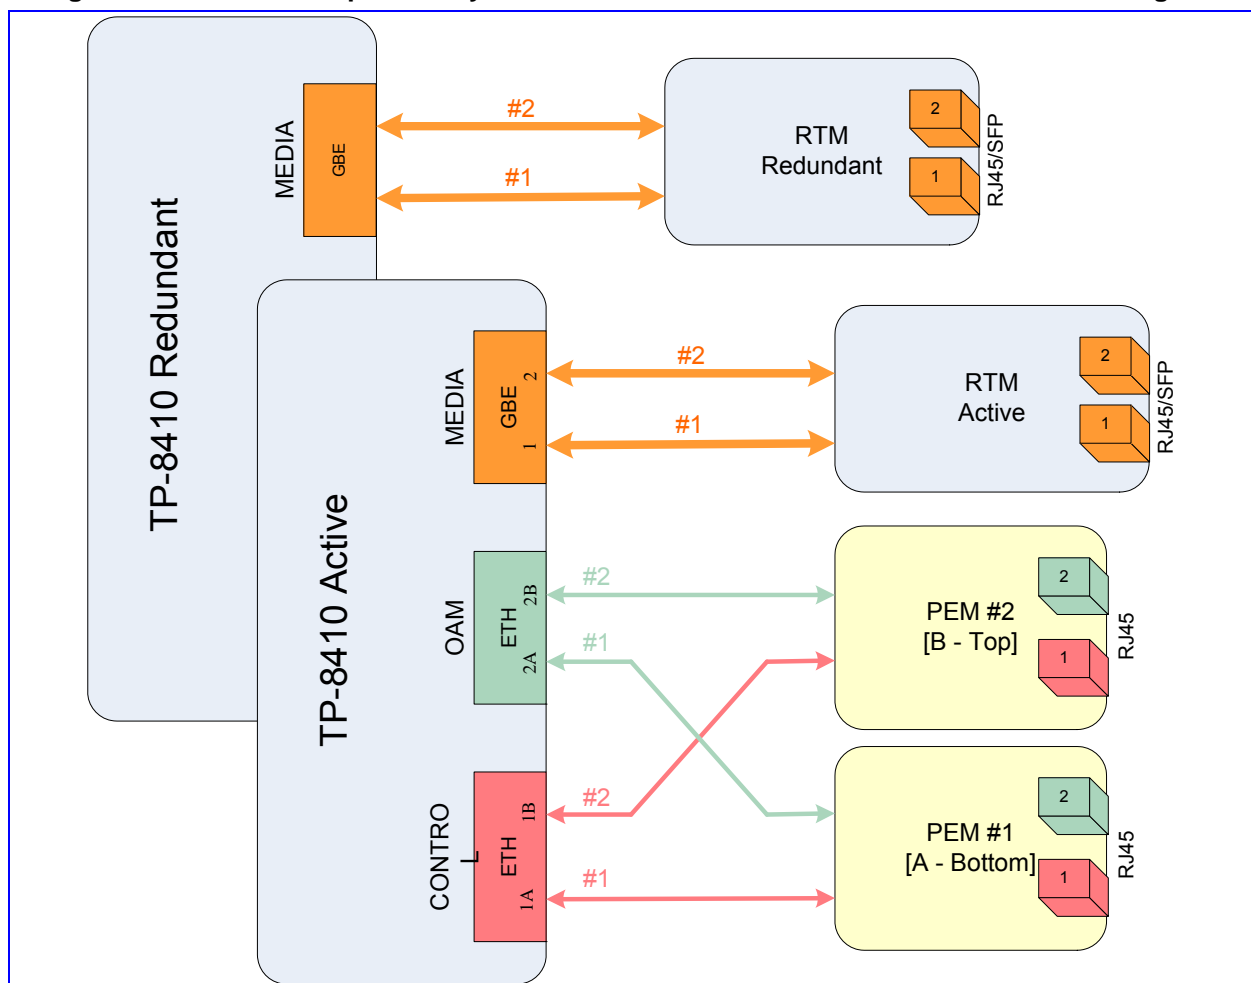 #2
#1
MEDIA
GBE
RTM
Redundant
2
1
RJ45/SFP
TP-8410 Redundant
MEDIA
GBE
2
1
#2
#1
RTM
Active
2
1
RJ45/SFP
TP-8410 Active
OAM
ETH
2B
2A
#2
#1
PEM #2
[B - Top]
2
1
RJ45
CONTRO
L
ETH
1B
1A
#2
#1
PEM #1
[A - Bottom]
2
1
RJ45